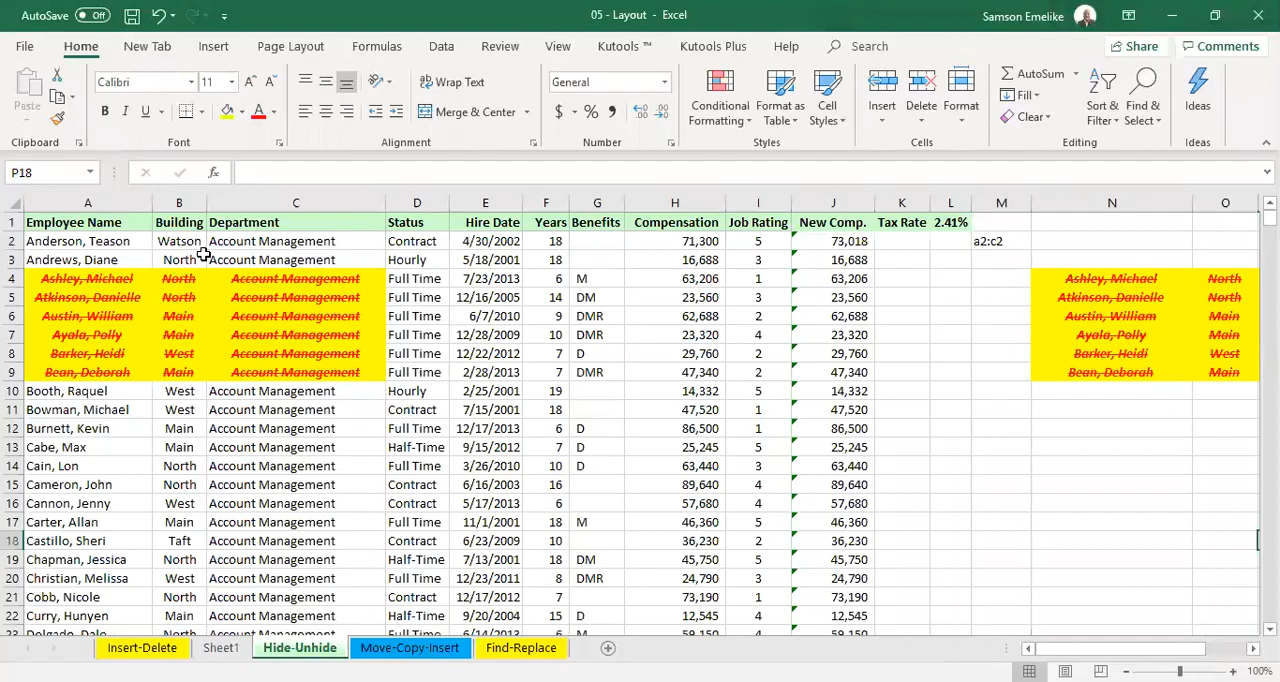 AutoSave Off 05 - Layout - Excel Samson Emelike
File Home New Tab Insert Page Layout Formulas Data Review View Kutools ™ Kutools Plus Help Search Share Comments
Calibri 11 Wrap Text General AutoSum
Paste Merge & Center Conditional Formatting Format as Table Cell Styles Insert Delete Format Fill Clear Sort & Filter Find & Select Ideas
Clipboard Font Alignment Number Styles Cells Editing Ideas
P18 fx
A B C D E F G H I J K L M N O
1 Employee Name Building Department Status Hire Date Years Benefits Compensation Job Rating New Comp. Tax Rate 2.41%
2 Anderson, Teason Watson Account Management Contract 4/30/2002 18 71,300 5 73,018 a2:c2
3 Andrews, Diane North Account Management Hourly 5/18/2001 18 16,688 3 16,688
4 Ashley, Michael North Account Management Full Time 7/23/2013 6 M 63,206 1 63,206 Ashley, Michael North
5 Atkinson, Danielle North Account Management Full Time 12/16/2005 14 DM 23,560 3 23,560 Atkinson, Danielle North
6 Austin, William Main Account Management Full Time 6/7/2010 9 DMR 62,688 2 62,688 Austin, William Main
7 Ayala, Polly Main Account Management Full Time 12/28/2009 10 DMR 23,320 4 23,320 Ayala, Polly Main
8 Barker, Heidi West Account Management Full Time 12/22/2012 7 D 29,760 2 29,760 Barker, Heidi West
9 Bean, Deborah Main Account Management Full Time 2/28/2013 7 DMR 47,340 2 47,340 Bean, Deborah Main
10 Booth, Raquel West Account Management Hourly 2/25/2001 19 14,332 5 14,332
11 Bowman, Michael West Account Management Contract 7/15/2001 18 47,520 1 47,520
12 Burnett, Kevin Main Account Management Full Time 12/17/2013 6 D 86,500 1 86,500
13 Cabe, Max Main Account Management Half-Time 9/15/2012 7 D 25,245 5 25,245
14 Cain, Lon North Account Management Full Time 3/26/2010 10 D 63,440 3 63,440
15 Cameron, John North Account Management Contract 6/16/2003 16 89,640 4 89,640
16 Cannon, Jenny West Account Management Contract 5/17/2013 6 57,680 4 57,680
17 Carter, Allan Main Account Management Full Time 11/1/2001 18 M 46,360 5 46,360
18 Castillo, Sheri Taft Account Management Contract 6/23/2009 10 36,230 2 36,230
19 Chapman, Jessica North Account Management Half-Time 7/13/2001 18 DM 45,750 5 45,750
20 Christian, Melissa West Account Management Full Time 12/23/2011 8 DMR 24,790 3 24,790
21 Cobb, Nicole North Account Management Contract 12/17/2012 7 73,190 1 73,190
22 Curry, Hunyen Main Account Management Half-Time 9/20/2004 15 D 12,545 4 12,545
23 Delgado, Dale North Account Management Full Time 6/14/2013 6 M 59,150 4 59,150
Insert-Delete Sheet1 Hide-Unhide Move-Copy-Insert Find-Replace
100%